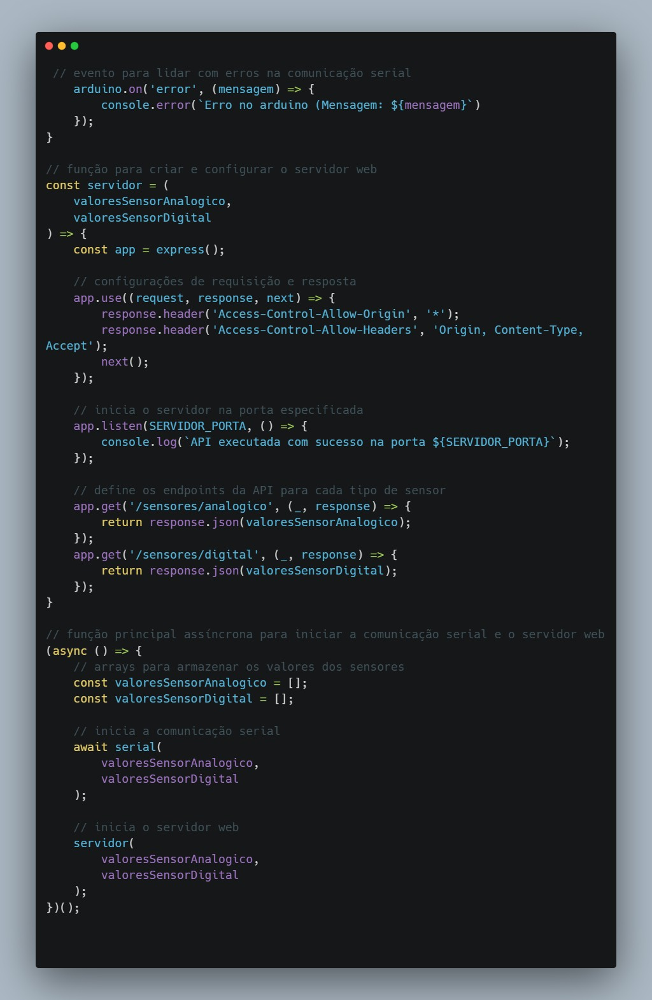 // evento para lidar com erros na comunicação serial
    arduino.on('error', (mensagem) => {
        console.error(`Erro no arduino (Mensagem: ${mensagem}`)
    });
}

// função para criar e configurar o servidor web
const servidor = (
    valoresSensorAnalogico,
    valoresSensorDigital
) => {
    const app = express();

    // configurações de requisição e resposta
    app.use((request, response, next) => {
        response.header('Access-Control-Allow-Origin', '*');
        response.header('Access-Control-Allow-Headers', 'Origin, Content-Type,
Accept');
        next();
    });

    // inicia o servidor na porta especificada
    app.listen(SERVIDOR_PORTA, () => {
        console.log(`API executada com sucesso na porta ${SERVIDOR_PORTA}`);
    });

    // define os endpoints da API para cada tipo de sensor
    app.get('/sensores/analogico', (_, response) => {
        return response.json(valoresSensorAnalogico);
    });
    app.get('/sensores/digital', (_, response) => {
        return response.json(valoresSensorDigital);
    });
}

// função principal assíncrona para iniciar a comunicação serial e o servidor web
(async () => {
    // arrays para armazenar os valores dos sensores
    const valoresSensorAnalogico = [];
    const valoresSensorDigital = [];

    // inicia a comunicação serial
    await serial(
        valoresSensorAnalogico,
        valoresSensorDigital
    );

    // inicia o servidor web
    servidor(
        valoresSensorAnalogico,
        valoresSensorDigital
    );
})();